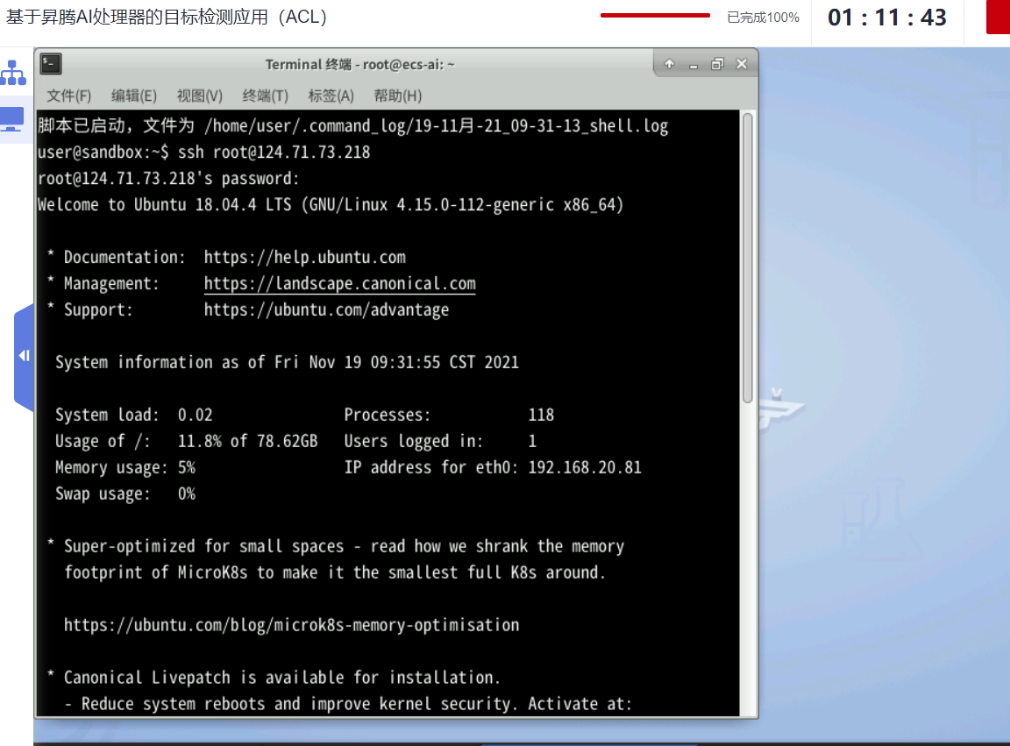 基于昇腾AI处理器的目标检测应用（ACL）
已完成100%
01 : 11 : 43
Terminal 终端 - root@ecs-ai: ~
文件(F) 编辑(E) 视图(V) 终端(T) 标签(A) 帮助(H)
脚本已启动，文件为 /home/user/.command_log/19-11月-21_09-31-13_shell.log
user@sandbox:~$ ssh root@124.71.73.218
root@124.71.73.218's password:
Welcome to Ubuntu 18.04.4 LTS (GNU/Linux 4.15.0-112-generic x86_64)
* Documentation: https://help.ubuntu.com
* Management: https://landscape.canonical.com
* Support: https://ubuntu.com/advantage
System information as of Fri Nov 19 09:31:55 CST 2021
System load: 0.02 Processes: 118
Usage of /: 11.8% of 78.62GB Users logged in: 1
Memory usage: 5% IP address for eth0: 192.168.20.81
Swap usage: 0%
* Super-optimized for small spaces - read how we shrank the memory
footprint of MicroK8s to make it the smallest full K8s around.
https://ubuntu.com/blog/microk8s-memory-optimisation
* Canonical Livepatch is available for installation.
- Reduce system reboots and improve kernel security. Activate at: